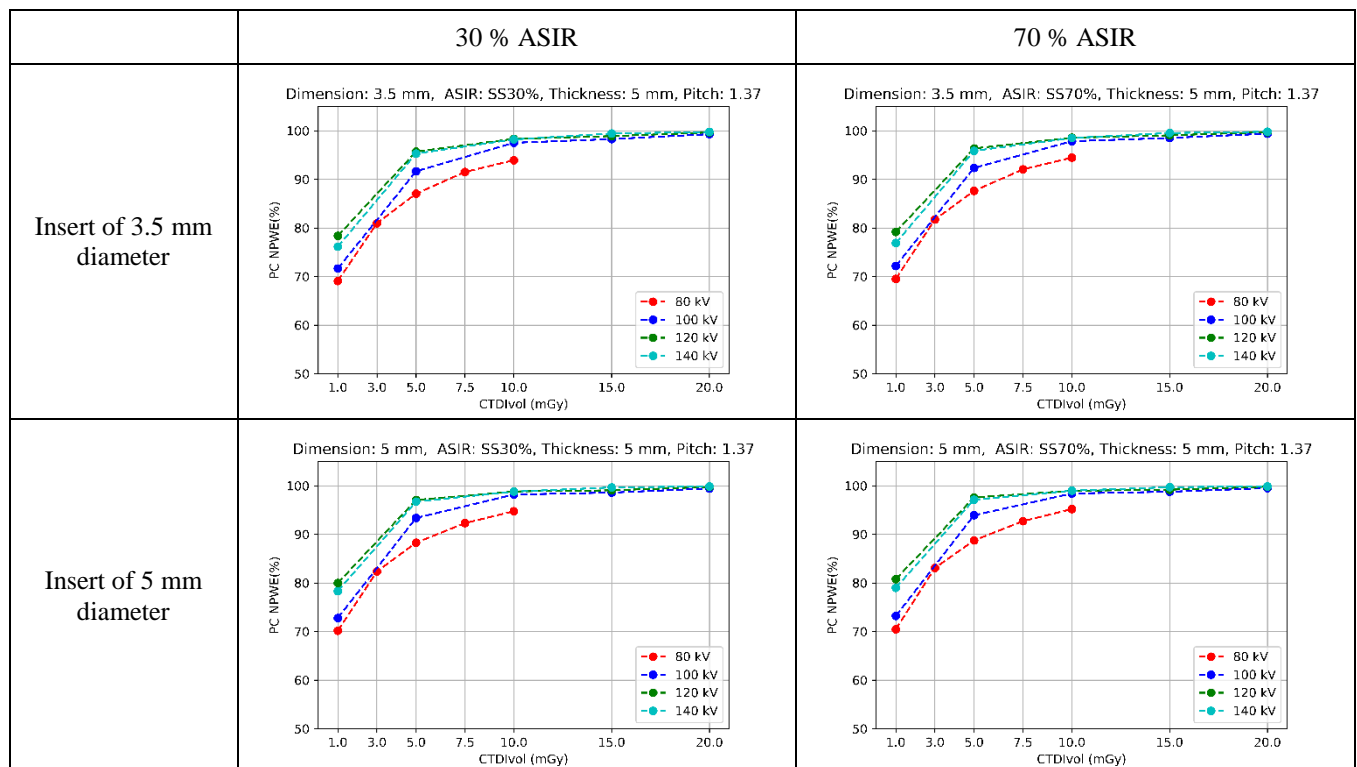 30 % ASIR
70 % ASIR
Insert of 3.5 mm
diameter
Dimension: 3.5 mm,  ASIR: SS30%, Thickness: 5 mm, Pitch: 1.37
PC NPWE(%)
100
90
80
70
60
50
1.0 3.0 5.0 7.5 10.0 15.0 20.0
CTDIvol (mGy)
80 kV
100 kV
120 kV
140 kV
Dimension: 3.5 mm,  ASIR: SS70%, Thickness: 5 mm, Pitch: 1.37
PC NPWE(%)
100
90
80
70
60
50
1.0 3.0 5.0 7.5 10.0 15.0 20.0
CTDIvol (mGy)
80 kV
100 kV
120 kV
140 kV
Insert of 5 mm
diameter
Dimension: 5 mm,  ASIR: SS30%, Thickness: 5 mm, Pitch: 1.37
PC NPWE(%)
100
90
80
70
60
50
1.0 3.0 5.0 7.5 10.0 15.0 20.0
CTDIvol (mGy)
80 kV
100 kV
120 kV
140 kV
Dimension: 5 mm,  ASIR: SS70%, Thickness: 5 mm, Pitch: 1.37
PC NPWE(%)
100
90
80
70
60
50
1.0 3.0 5.0 7.5 10.0 15.0 20.0
CTDIvol (mGy)
80 kV
100 kV
120 kV
140 kV